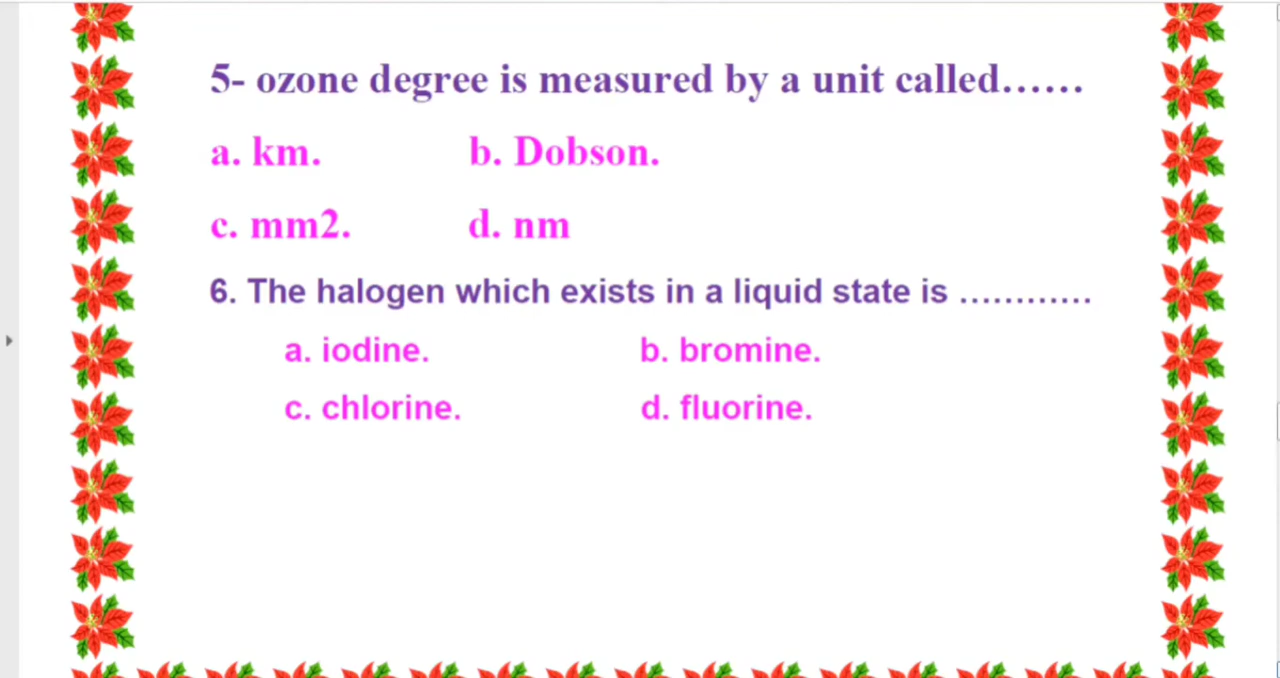 5- ozone degree is measured by a unit called……
a. km. b. Dobson.
c. mm2. d. nm
6. The halogen which exists in a liquid state is …………
a. iodine. b. bromine.
c. chlorine. d. fluorine.